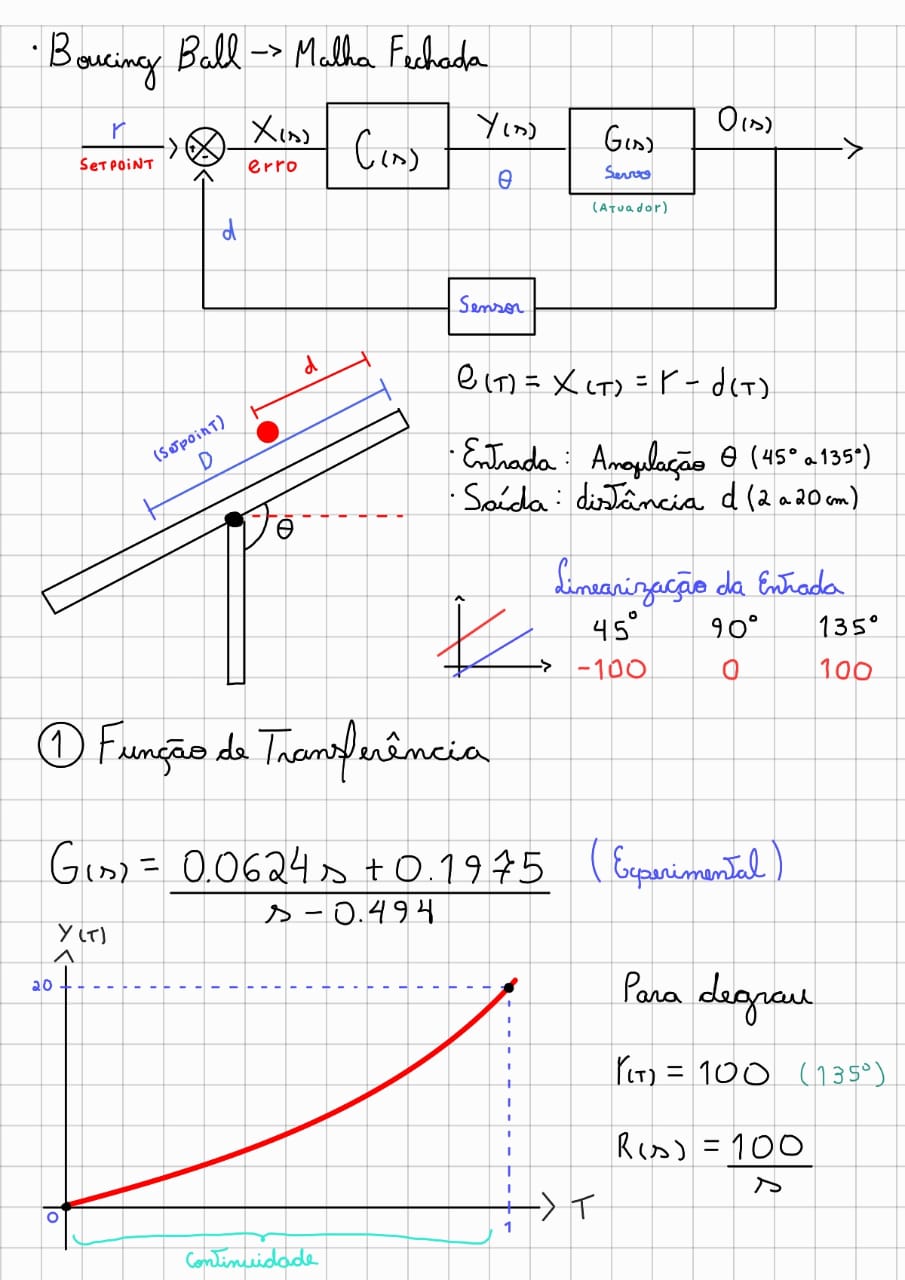 · Boucing Ball -> Malha Fechada
r
SETPOINT
+
-
X(s)
erro
C(s)
Y(s)
θ
G(s)
Servo
(Atuador)
O(s)
d
Sensor
d
(Setpoint)
D
θ
e(T) = X(T) = r - d(T)
· Entrada: Angulação θ (45° a 135°)
· Saída: distância d (2 a 20 cm)
Linearização da Entrada
45° 90° 135°
-100 0 100
① Função de Transferência
G(s) = 0.0624s + 0.1975 (Experimental)
s - 0.494
Y(T)
20
0
1
T
Continuidade
Para degrau
r(T) = 100 (135°)
R(s) = 100
s